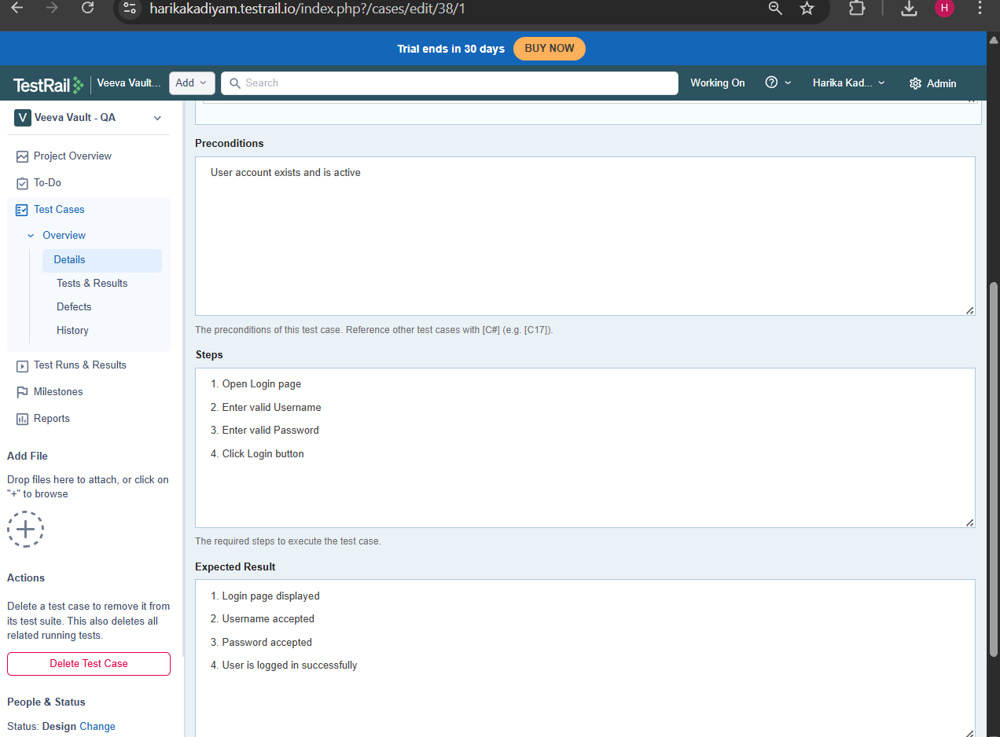 harikakadiyam.testrail.io/index.php?/cases/edit/38/1
H
Trial ends in 30 days BUY NOW
TestRail Veeva Vault... Add Search Working On Harika Kad... Admin
V Veeva Vault - QA
Project Overview
To-Do
Test Cases
Overview
Details
Tests & Results
Defects
History
Test Runs & Results
Milestones
Reports
Add File
Drop files here to attach, or click on
"+" to browse
Actions
Delete a test case to remove it from
its test suite. This also deletes all
related running tests.
Delete Test Case
People & Status
Status: Design Change
Preconditions
User account exists and is active
The preconditions of this test case. Reference other test cases with [C#] (e.g. [C17]).
Steps
1. Open Login page
2. Enter valid Username
3. Enter valid Password
4. Click Login button
The required steps to execute the test case.
Expected Result
1. Login page displayed
2. Username accepted
3. Password accepted
4. User is logged in successfully